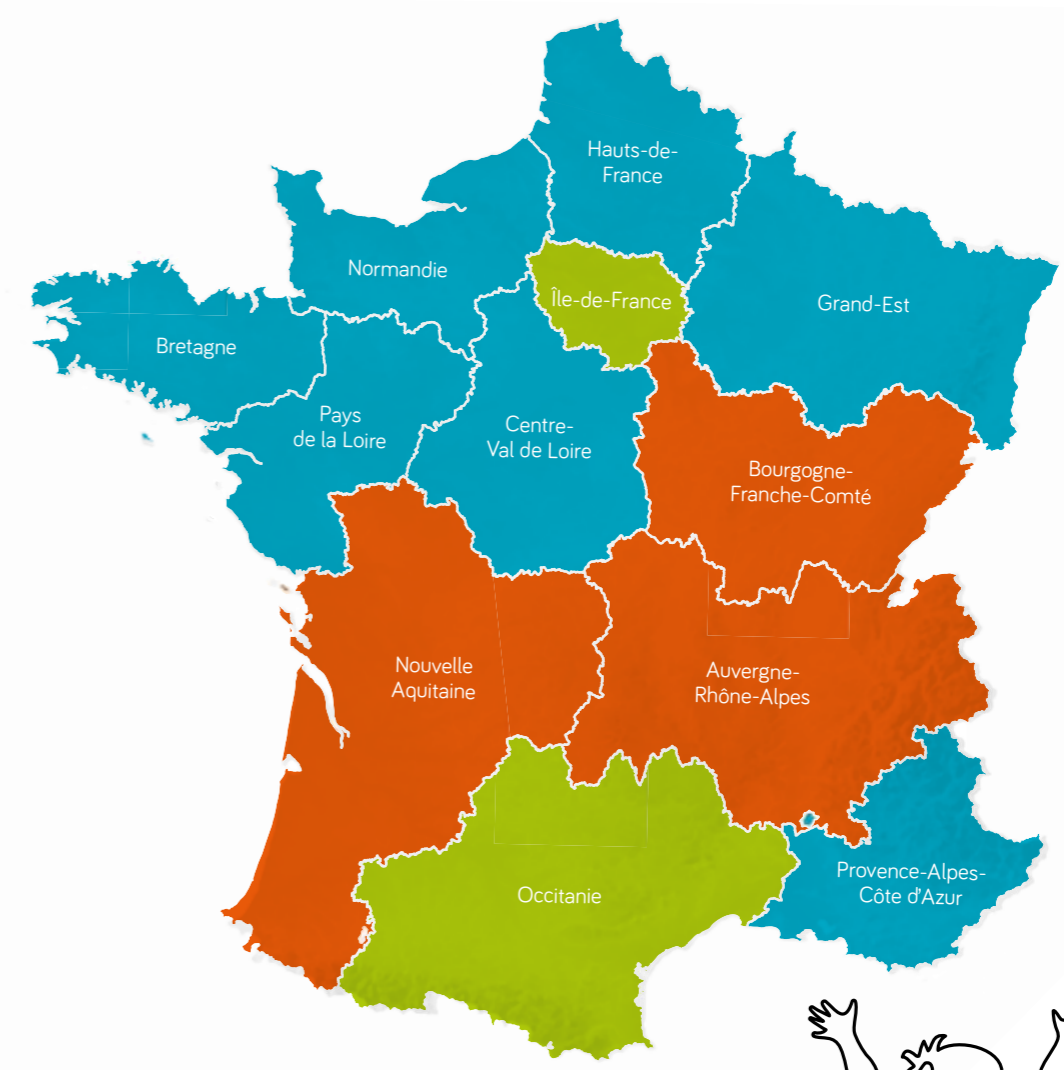 Hauts-de-
France
Normandie
Île-de-France
Grand-Est
Bretagne
Pays
de la Loire
Centre-
Val de Loire
Bourgogne-
Franche-Comté
Nouvelle
Aquitaine
Auvergne-
Rhône-Alpes
Provence-Alpes-
Côte d'Azur
Occitanie